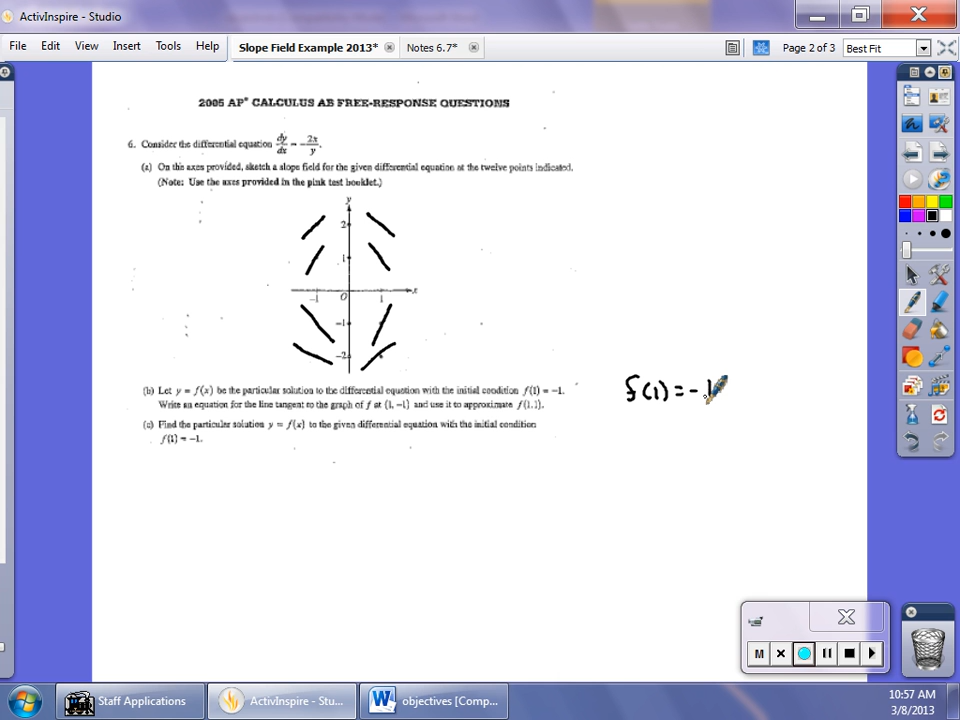 ActivInspire - Studio
File Edit View Insert Tools Help Slope Field Example 2013* Notes 6.7* Page 2 of 3 Best Fit
2005 AP® CALCULUS AB FREE-RESPONSE QUESTIONS
6. Consider the differential equation dy/dx = -2x/y.
(a) On the axes provided, sketch a slope field for the given differential equation at the twelve points indicated.
(Note: Use the axes provided in the pink test booklet.)
y
2
1
-1 O 1 x
-1
-2
(b) Let y = f(x) be the particular solution to the differential equation with the initial condition f(1) = -1.
Write an equation for the line tangent to the graph of f at (1, -1) and use it to approximate f(1.1).
(c) Find the particular solution y = f(x) to the given differential equation with the initial condition
f(1) = -1.
f(1) = -1
M
Staff Applications ActivInspire - Stu... objectives [Comp...
10:57 AM
3/8/2013